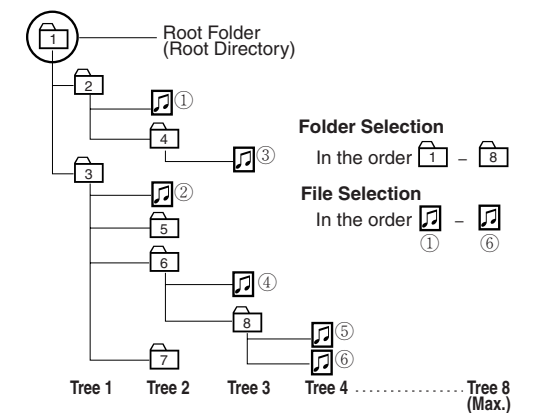 1 Root Folder
(Root Directory)
2
①
4
③
3
②
5
6
④
8
⑤
⑥
7
Folder Selection
In the order 1 – 8
File Selection
In the order –
① ⑥
Tree 1 Tree 2 Tree 3 Tree 4 .............. Tree 8
(Max.)